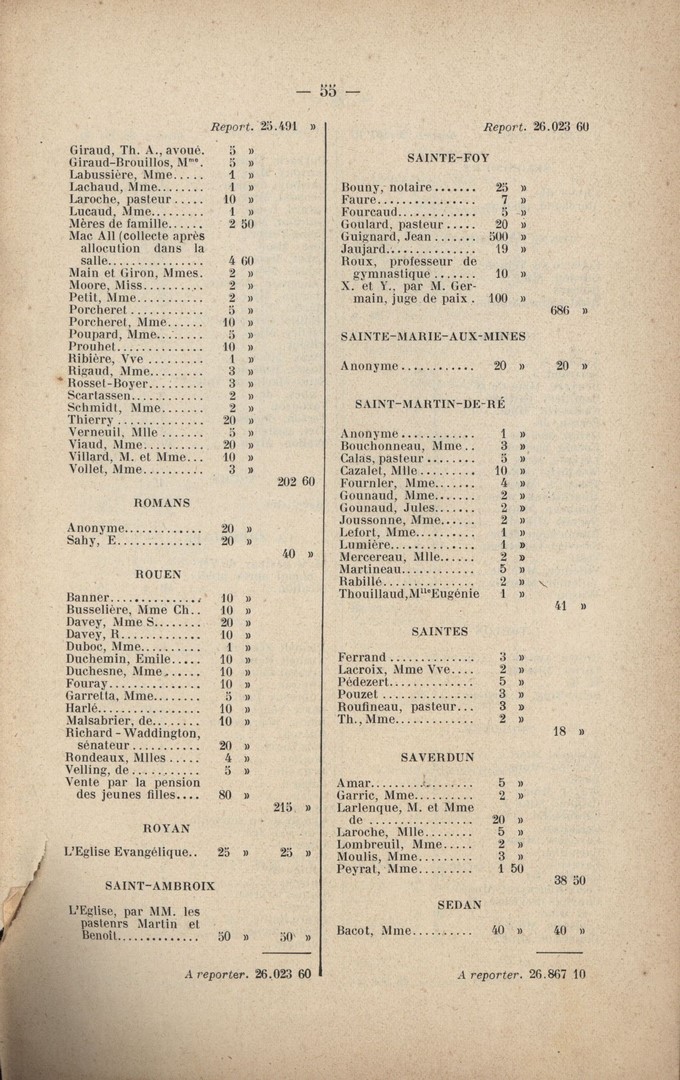 — 55 —
Report. 25.491 »
Giraud, Th. A., avoué. 5 »
Giraud-Brouillos, Mme. 5 »
Labussière, Mme..... 1 »
Lachaud, Mme........ 1 »
Laroche, pasteur ..... 10 »
Lucaud, Mme......... 1 »
Mères de famille...... 2 50
Mac All (collecte après
allocution dans la
salle................ 4 60
Main et Giron, Mmes. 2 »
Moore, Miss.......... 2 »
Petit, Mme........... 2 »
Porcheret ............ 5 »
Porcheret, Mme...... 10 »
Poupard, Mme........ 5 »
Prouhet.............. 10 »
Ribière, Vve ......... 1 »
Rigaud, Mme......... 3 »
Rosset-Boyer......... 3 »
Scartassen........... 2 »
Schmidt, Mme....... 2 »
Thierry .............. 20 »
Verneuil, Mlle ....... 5 »
Viaud, Mme.......... 20 »
Villard, M. et Mme... 10 »
Vollet, Mme.......... 3 »
202 60
ROMANS
Anonyme............. 20 »
Sahy, E.............. 20 »
40 »
ROUEN
Banner............... 10 »
Busselière, Mme Ch.. 10 »
Davey, Mme S........ 20 »
Davey, R............. 10 »
Duboc, Mme.......... 1 »
Duchemin, Emile..... 10 »
Duchesne, Mme...... 10 »
Fouray............... 10 »
Garretta, Mme........ 5 »
Harlé................. 10 »
Malsabrier, de........ 10 »
Richard-Waddington,
sénateur ........... 20 »
Rondeaux, Mlles ..... 4 »
Velling, de ........... 5 »
Vente par la pension
des jeunes filles.... 80 »
215 »
ROYAN
L'Eglise Evangélique.. 25 » 25 »
SAINT-AMBROIX
L'Eglise, par MM. les
pasteurs Martin et
Benoît............. 50 » 50 »
A reporter. 26.023 60
Report. 26.023 60
SAINTE-FOY
Bouny, notaire ....... 25 »
Faure................ 7 »
Fourcaud............. 5 »
Goulard, pasteur ..... 20 »
Guignard, Jean ....... 500 »
Jaujard............... 19 »
Roux, professeur de
gymnastique ....... 10 »
X. et Y., par M. Ger-
main, juge de paix . 100 »
686 »
SAINTE-MARIE-AUX-MINES
Anonyme............ 20 » 20 »
SAINT-MARTIN-DE-RÉ
Anonyme............ 1 »
Bouchonneau, Mme.. 3 »
Calas, pasteur ........ 5 »
Cazalet, Mlle ......... 10 »
Fournler, Mme....... 4 »
Gounaud, Mme....... 2 »
Gounaud, Jules....... 2 »
Joussonne, Mme...... 2 »
Lefort, Mme.......... 1 »
Lumière.............. 1 »
Mercereau, Mlle...... 2 »
Martineau............ 5 »
Rabillé............... 2 »
Thouillaud,MlleEugénie 1 »
41 »
SAINTES
Ferrand .............. 3 »
Lacroix, Mme Vve.... 2 »
Pédezert.............. 5 »
Pouzet ............... 3 »
Roufineau, pasteur... 3 »
Th., Mme............. 2 »
18 »
SAVERDUN
Amar................. 5 »
Garric, Mme.......... 2 »
Larlenque, M. et Mme
de ................. 20 »
Laroche, Mlle........ 5 »
Lombreuil, Mme..... 2 »
Moulis, Mme......... 3 »
Peyrat, Mme......... 1 50
38 50
SEDAN
Bacot, Mme.......... 40 » 40 »
A reporter. 26.867 10